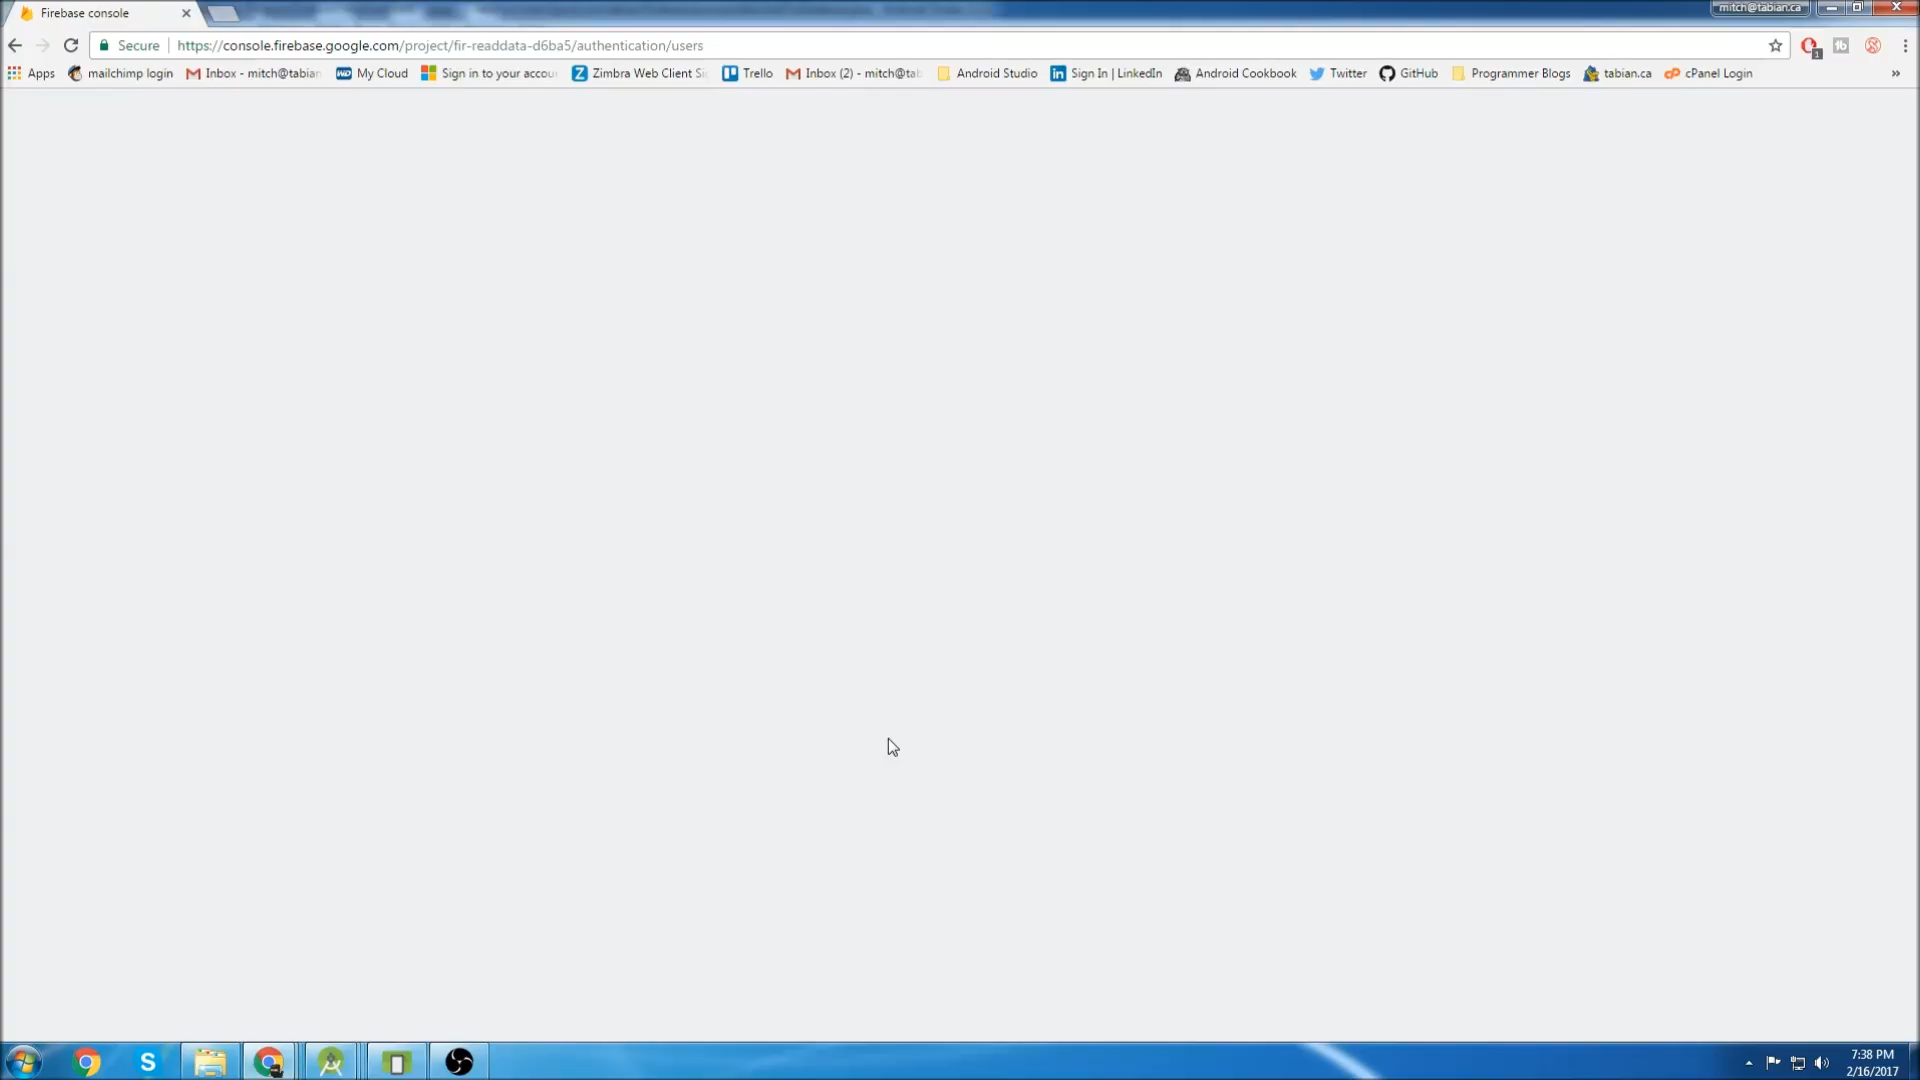 Firebase console
mitch@tabian.ca
Secure https://console.firebase.google.com/project/fir-readdata-d6ba5/authentication/users
1
Apps mailchimp login Inbox - mitch@tabian My Cloud Sign in to your accou Zimbra Web Client Si Trello Inbox (2) - mitch@tab Android Studio Sign In | LinkedIn Android Cookbook Twitter GitHub Programmer Blogs tabian.ca cPanel Login »
7:38 PM
2/16/2017